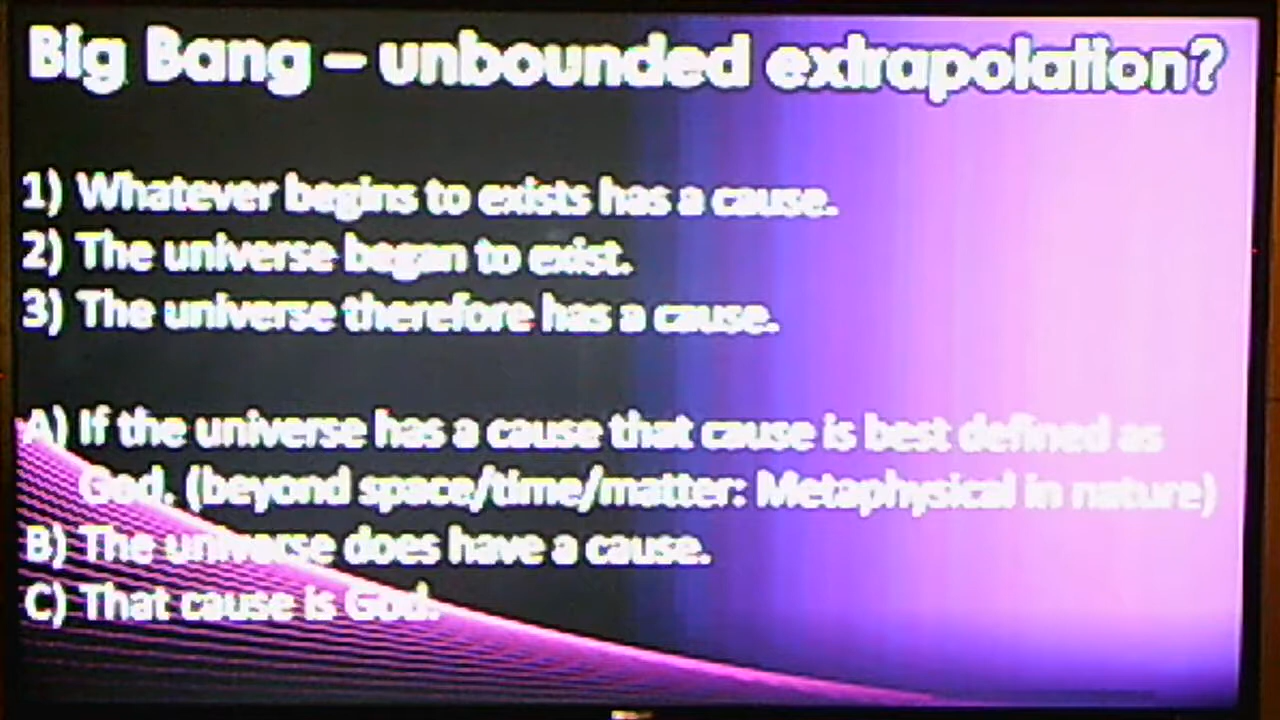 Big Bang – unbounded extrapolation?
1) Whatever begins to exists has a cause.
2) The universe began to exist.
3) The universe therefore has a cause.
A) If the universe has a cause that cause is best defined as
God. (beyond space/time/matter: Metaphysical in nature)
B) The universe does have a cause.
C) That cause is God.